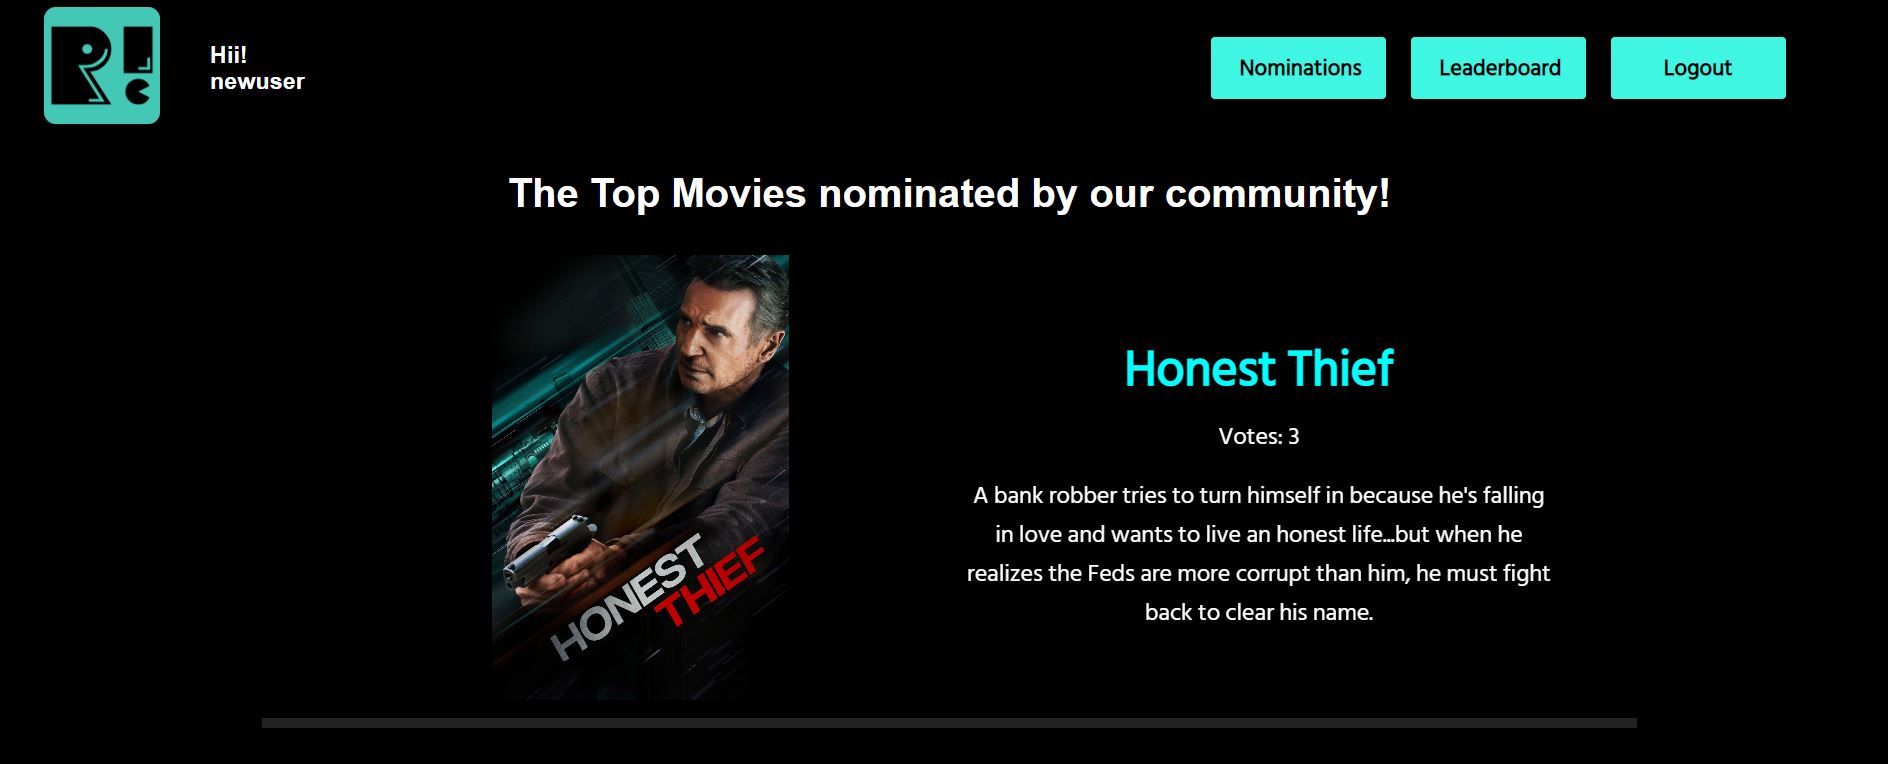 R!
Hii!
newuser
Nominations
Leaderboard
Logout
The Top Movies nominated by our community!
HONEST
THIEF
Honest Thief
Votes: 3
A bank robber tries to turn himself in because he's falling
in love and wants to live an honest life...but when he
realizes the Feds are more corrupt than him, he must fight
back to clear his name.